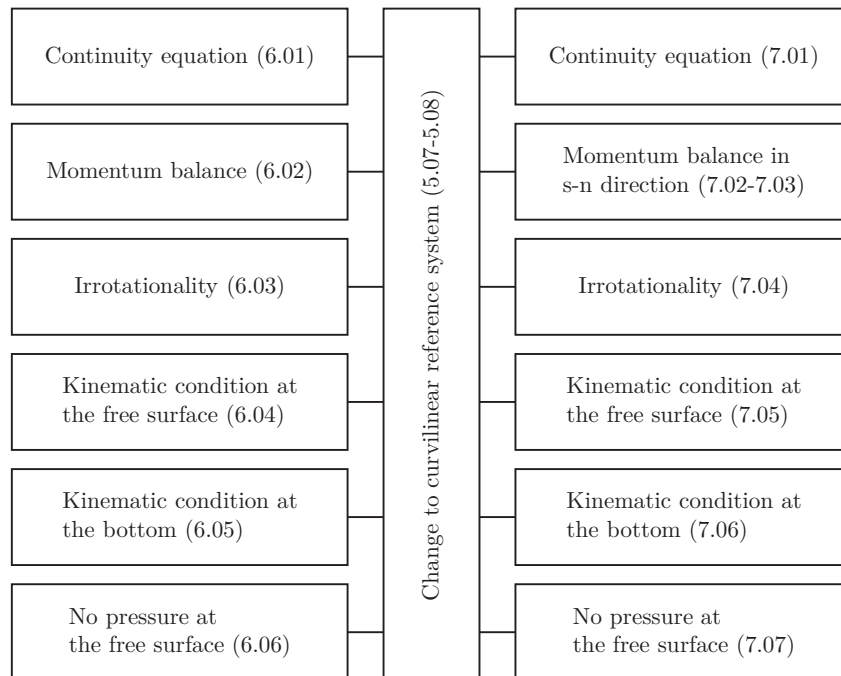 Continuity equation (6.01)
Momentum balance (6.02)
Irrotationality (6.03)
Kinematic condition at
the free surface (6.04)
Kinematic condition at
the bottom (6.05)
No pressure at
the free surface (6.06)
Change to curvilinear reference system (5.07-5.08)
Continuity equation (7.01)
Momentum balance in
s-n direction (7.02-7.03)
Irrotationality (7.04)
Kinematic condition at
the free surface (7.05)
Kinematic condition at
the bottom (7.06)
No pressure at
the free surface (7.07)